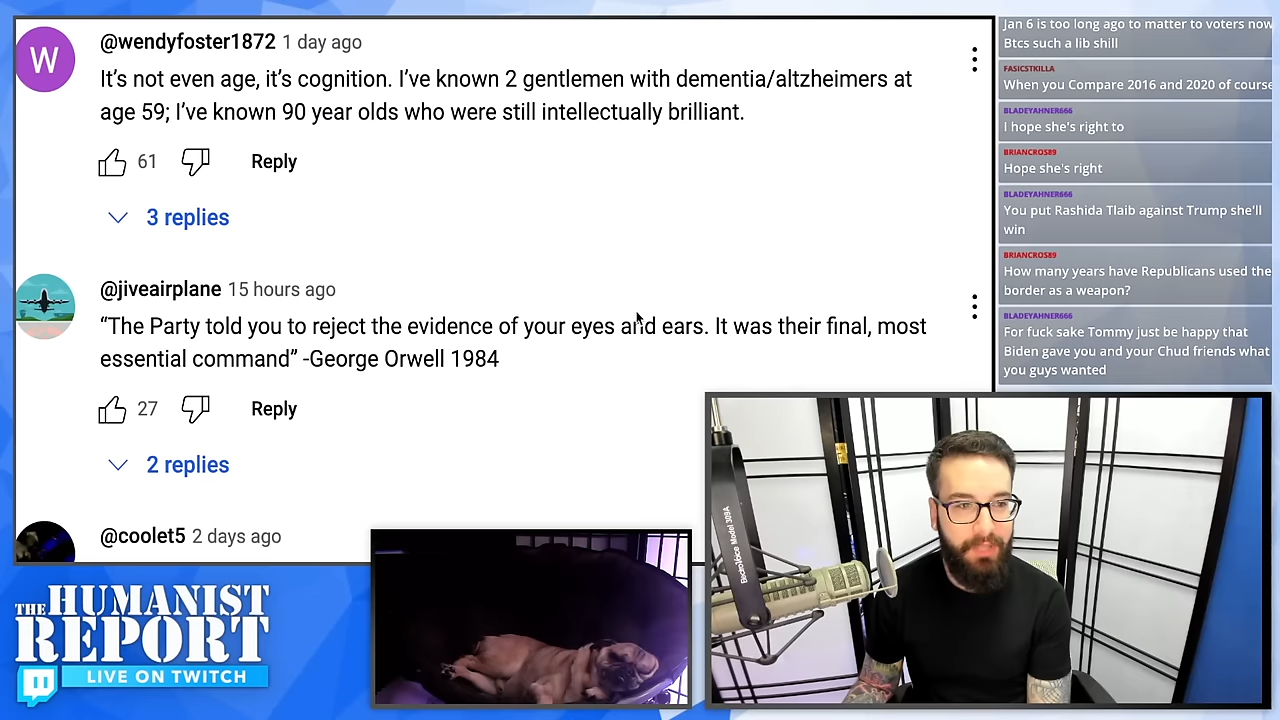 W
@wendyfoster1872 1 day ago
It’s not even age, it’s cognition. I’ve known 2 gentlemen with dementia/altzheimers at
age 59; I’ve known 90 year olds who were still intellectually brilliant.
61 Reply
3 replies
@jiveairplane 15 hours ago
“The Party told you to reject the evidence of your eyes and ears. It was their final, most
essential command” -George Orwell 1984
27 Reply
2 replies
@coolet5 2 days ago
Jan 6 is too long ago to matter to voters now
Btcs such a lib shill
FASICSTKILLA
When you Compare 2016 and 2020 of course
BLADEYAHNER666
I hope she's right to
BRIANCROS89
Hope she's right
BLADEYAHNER666
You put Rashida Tlaib against Trump she'll
win
BRIANCROS89
How many years have Republicans used the
border as a weapon?
BLADEYAHNER666
For fuck sake Tommy just be happy that
Biden gave you and your Chud friends what
you guys wanted
THE HUMANIST
REPORT
LIVE ON TWITCH
ElectroVoice Model 309A